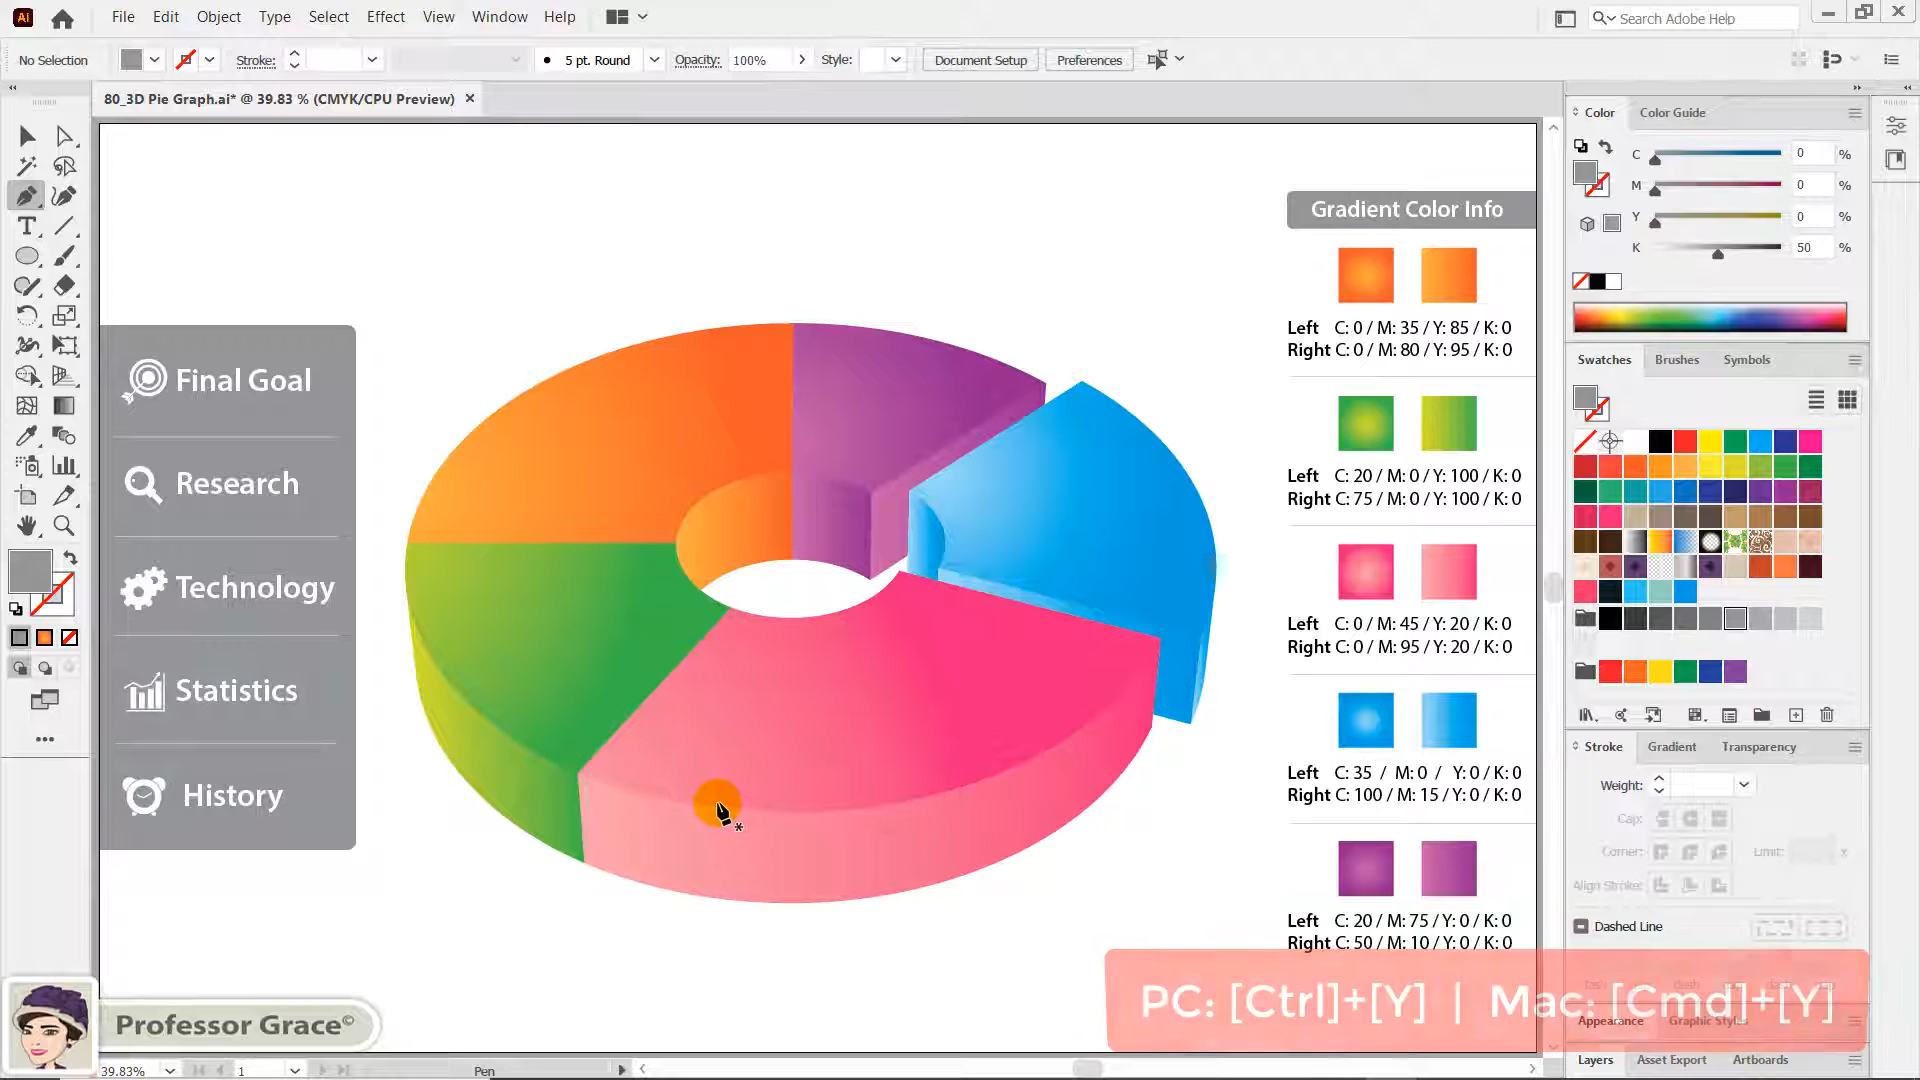 Ai File Edit Object Type Select Effect View Window Help Search Adobe Help
No Selection Stroke: 5 pt. Round Opacity: 100% Style: Document Setup Preferences
80_3D Pie Graph.ai* @ 39.83 % (CMYK/CPU Preview)
Color Color Guide
C 0 %
M 0 %
Y 0 %
K 50 %
Swatches Brushes Symbols
Stroke Gradient Transparency
Weight:
Cap:
Corner: Limit: x
Align Stroke:
Dashed Line
Appearance
Layers Asset Export Artboards
Final Goal
Research
Technology
Statistics
History
Gradient Color Info
Left C: 0 / M: 35 / Y: 85 / K: 0
Right C: 0 / M: 80 / Y: 95 / K: 0
Left C: 20 / M: 0 / Y: 100 / K: 0
Right C: 75 / M: 0 / Y: 100 / K: 0
Left C: 0 / M: 45 / Y: 20 / K: 0
Right C: 0 / M: 95 / Y: 20 / K: 0
Left C: 35 / M: 0 / Y: 0 / K: 0
Right C: 100 / M: 15 / Y: 0 / K: 0
Left C: 20 / M: 75 / Y: 0 / K: 0
Right C: 50 / M: 10 / Y: 0 / K: 0
PC: [Ctrl]+[Y] | Mac: [Cmd]+[Y]
Professor Grace©
39.83% 1 Pen